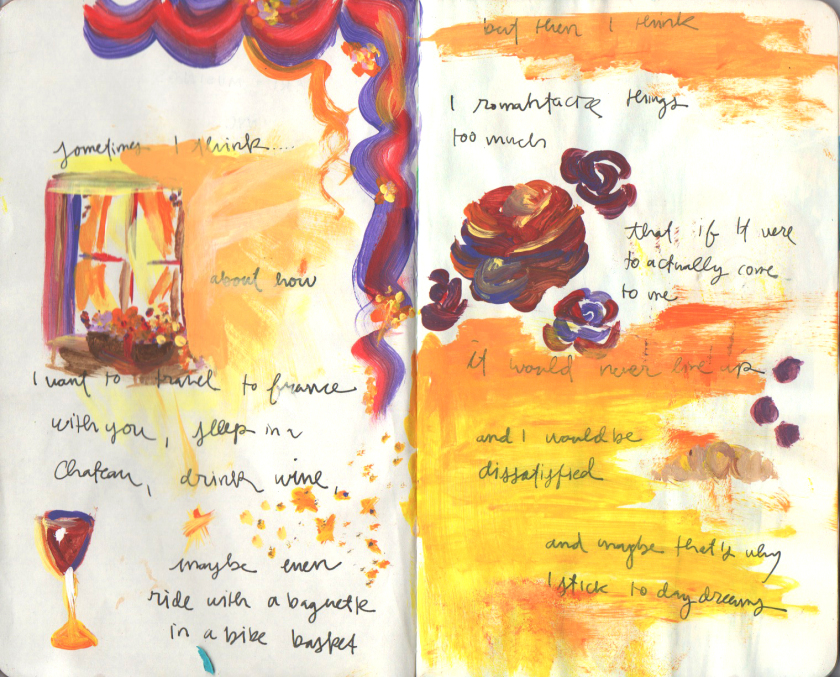 sometimes I think....
about how
I want to travel to france
with you, sleep in a
chateau, drink wine,
maybe even
ride with a baguette
in a bike basket
but then I think
I romanticize things
too much
that if it were
to actually come
to me
it would never live up
and I would be
dissatisfied
and maybe that's why
I stick to daydreams